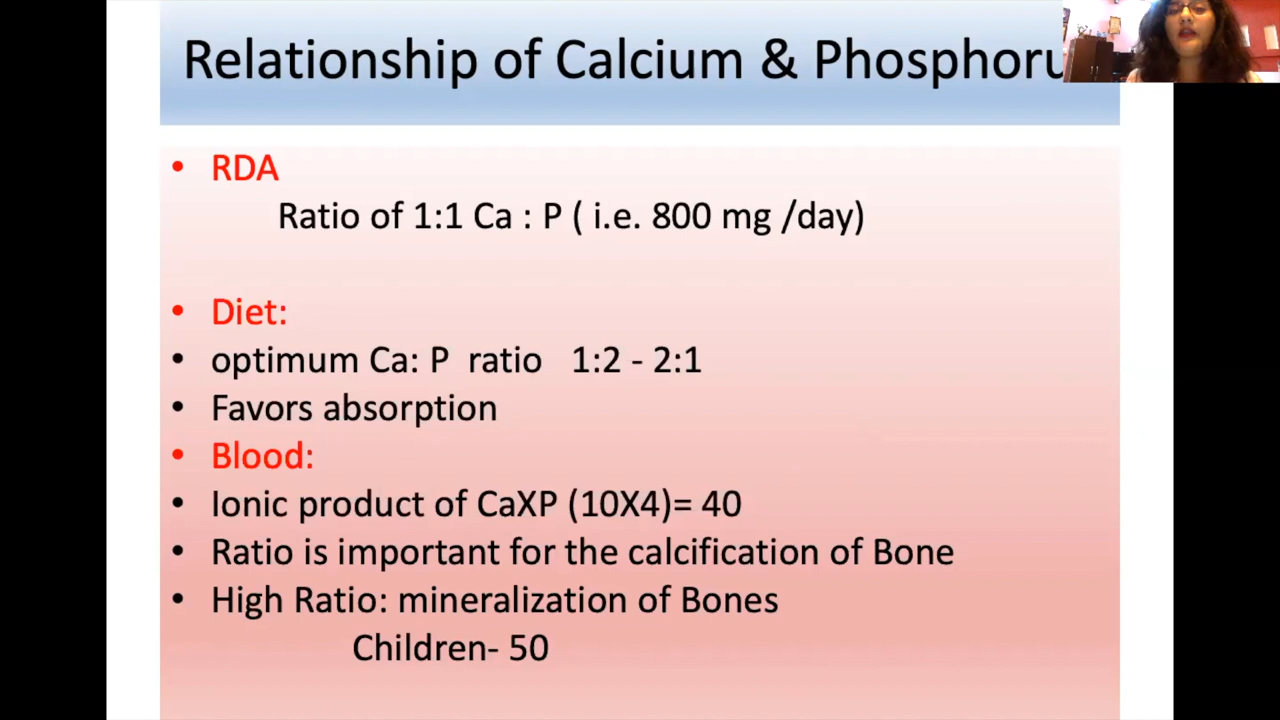 Relationship of Calcium & Phosphoru
• RDA
Ratio of 1:1 Ca : P ( i.e. 800 mg /day)
• Diet:
• optimum Ca: P ratio 1:2 - 2:1
• Favors absorption
• Blood:
• Ionic product of CaXP (10X4)= 40
• Ratio is important for the calcification of Bone
• High Ratio: mineralization of Bones
Children- 50